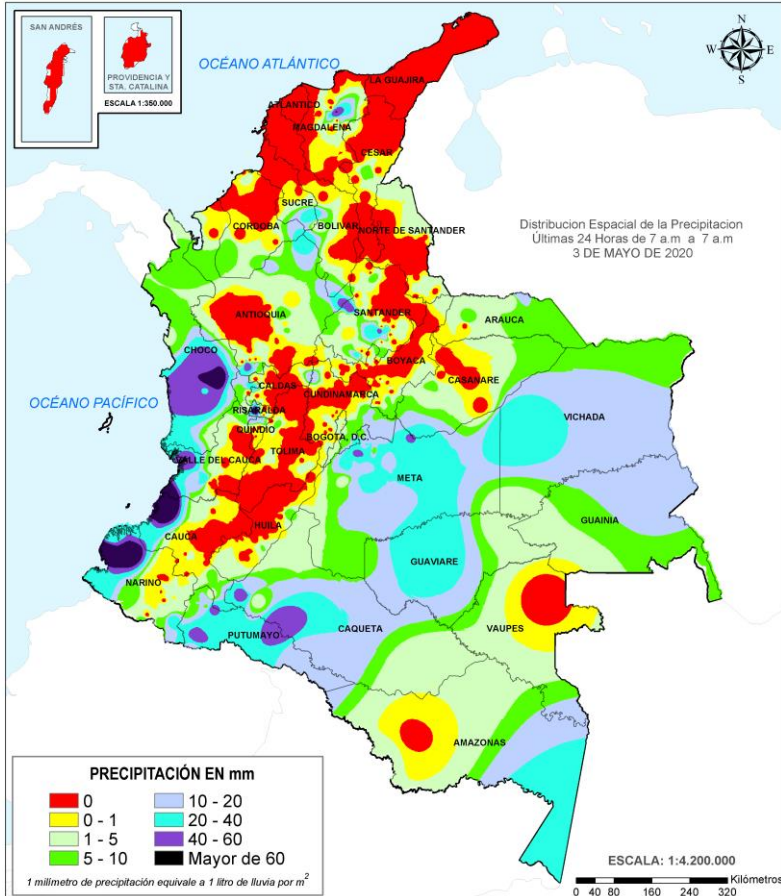 SAN ANDRÉS
PROVIDENCIA Y
STA. CATALINA
ESCALA 1:350.000
N
W
E
S
OCÉANO ATLÁNTICO
LA GUAJIRA
ATLANTICO
MAGDALENA
CESAR
SUCRE
CORDOBA
BOLIVAR
NORTE DE SANTANDER
Distribucion Espacial de la Precipitacion
Últimas 24 Horas de 7 a.m a 7 a.m
3 DE MAYO DE 2020
ANTIOQUIA
SANTANDER
ARAUCA
CHOCO
BOYACA
CALDAS
CASANARE
CUNDINAMARCA
OCÉANO PACÍFICO
RISARALDA
VICHADA
QUINDIO
BOGOTA, D.C.
TOLIMA
VALLE DEL CAUCA
META
GUAINIA
HUILA
CAUCA
GUAVIARE
NARINO
VAUPES
PUTUMAYO
CAQUETA
AMAZONAS
PRECIPITACIÓN EN mm
0
10 - 20
0 - 1
20 - 40
1 - 5
40 - 60
5 - 10
Mayor de 60
1 milímetro de precipitación equivale a 1 litro de lluvia por m²
ESCALA: 1:4.200.000
Kilómetros
0 40 80 160 240 320